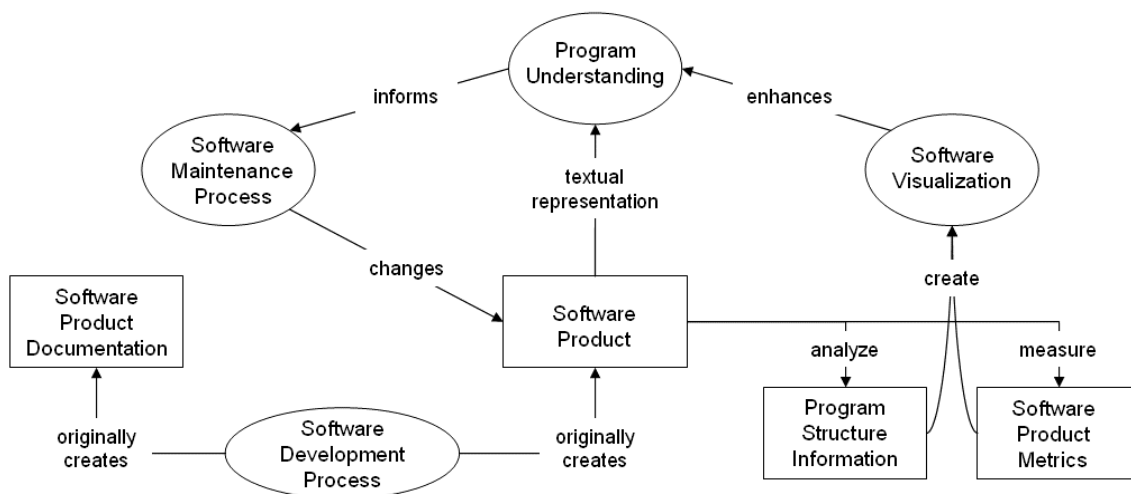 Program
Understanding
informs
enhances
Software
Maintenance
Process
textual
representation
Software
Visualization
changes
create
Software
Product
Documentation
Software
Product
analyze
measure
originally
creates
Software
Development
Process
originally
creates
Program
Structure
Information
Software
Product
Metrics